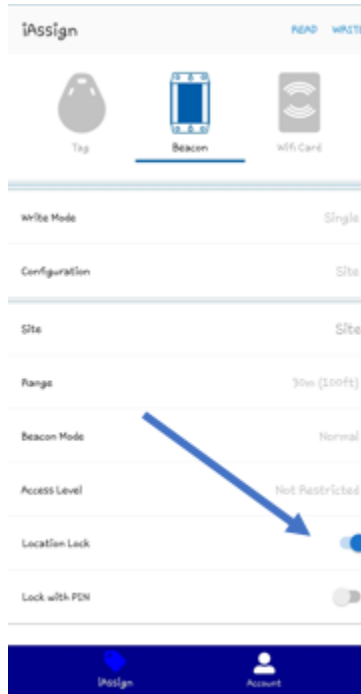 iAssign READ WRITE
Tag Beacon Wifi Card
Write Mode Single
Configuration Site
Site Site
Range 30m (100ft)
Beacon Mode Normal
Access Level Not Restricted
Location Lock
Lock with PIN
iAssign Account